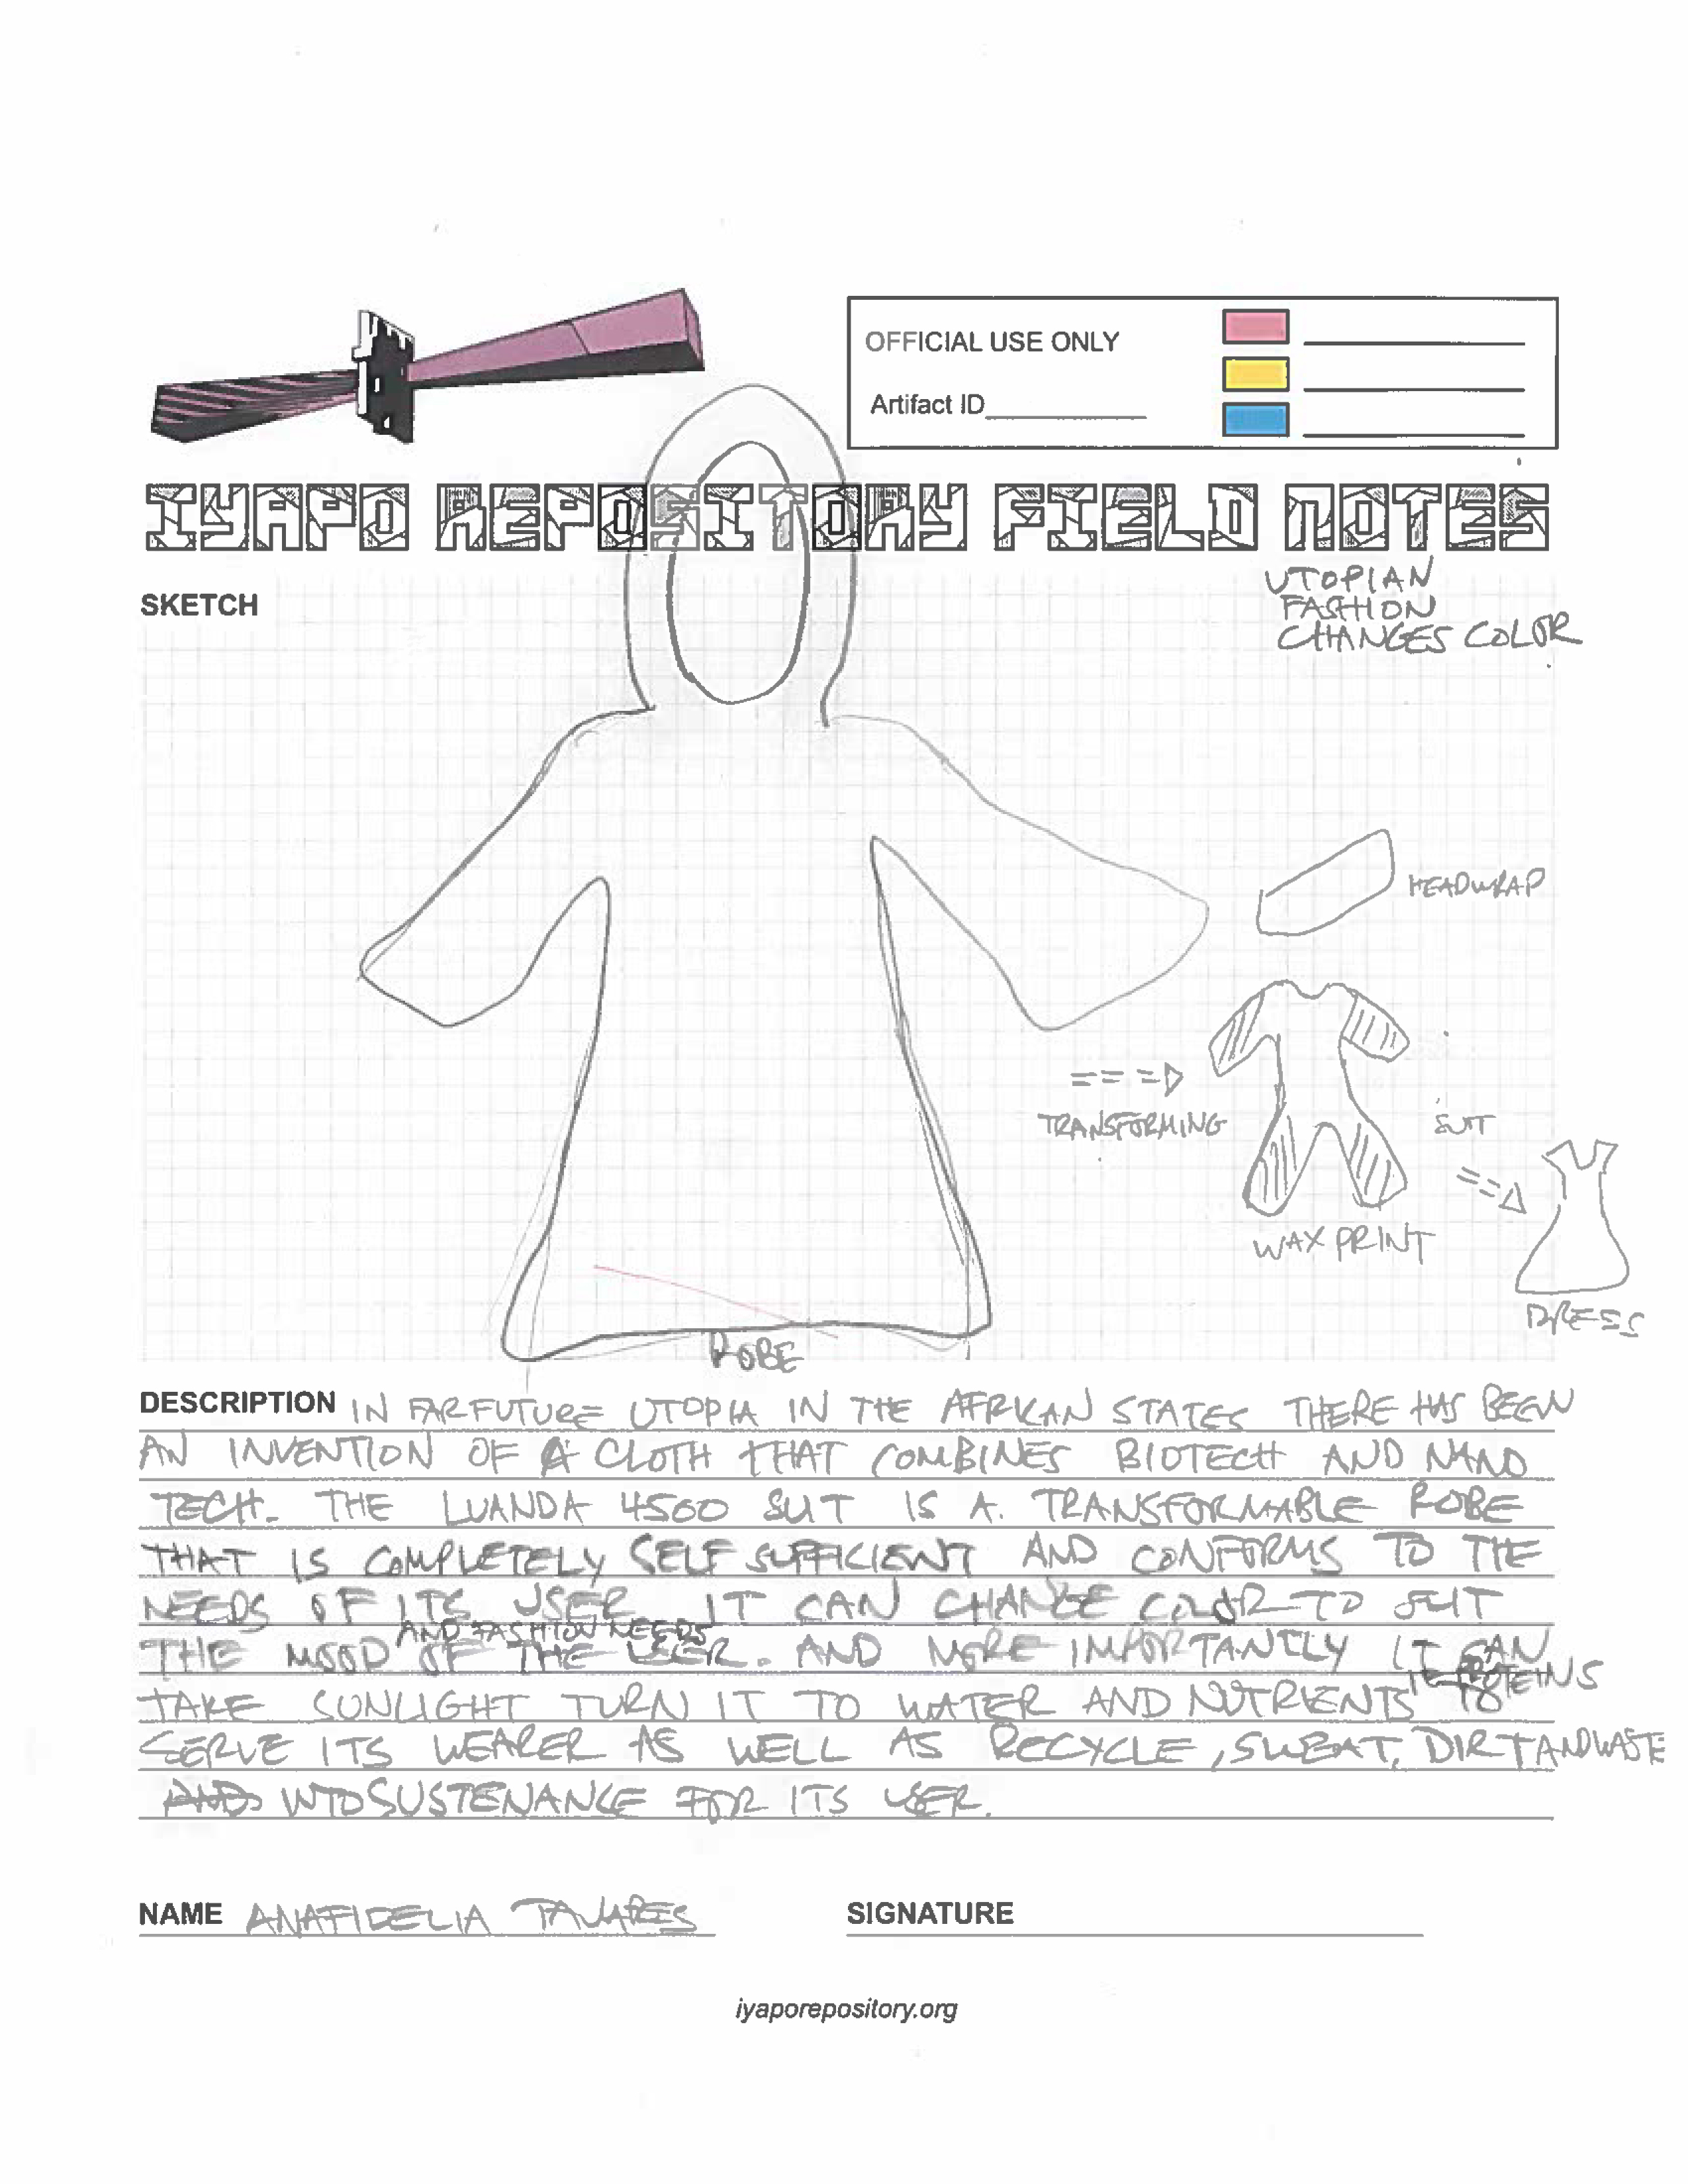 OFFICIAL USE ONLY
Artifact ID
IYAPO REPOSITORY FIELD NOTES
SKETCH
UTOPIAN
FASHION
CHANGES COLOR
HEADWRAP
TRANSFORMING
SUIT
WAX PRINT
DRESS
ROBE
DESCRIPTION IN FAR FUTURE UTOPIA IN THE AFRICAN STATES THERE HAS BEEN
AN INVENTION OF A CLOTH THAT COMBINES BIOTECH AND NANO
TECH. THE LUANDA 4500 SUIT IS A. TRANSFORMABLE ROBE
THAT IS COMPLETELY SELF SUFFICIENT AND CONFORMS TO THE
NEEDS OF ITS USER. IT CAN CHANGE COLOR TO SUIT
AND FASHION NEEDS
THE MOOD OF THE USER. AND MORE IMPORTANTLY IT CAN
IE PROTEINS
TAKE SUNLIGHT TURN IT TO WATER AND NUTRIENTS TO
SERVE ITS WEARER AS WELL AS RECYCLE, SWEAT, DIRT AND WASTE
AND INTO SUSTENANCE FOR ITS USER.
NAME ANAFIDELIA TAVARES
SIGNATURE
iyaporepository.org